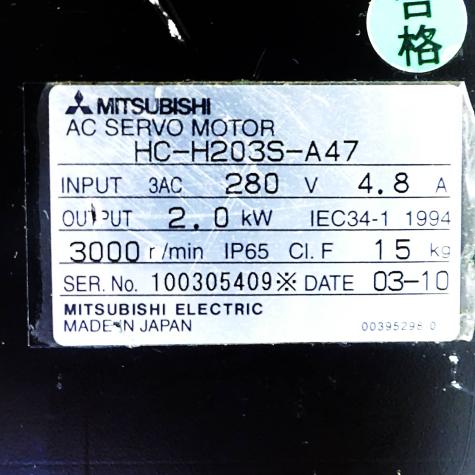 合格
MITSUBISHI
AC SERVO MOTOR
HC-H203S-A47
INPUT 3AC 280 V 4.8 A
OUTPUT 2.0 kW IEC34-1 1994
3000 r/min IP65 Cl.F 15 kg
SER. No. 100305409※ DATE 03-10
MITSUBISHI ELECTRIC
MADE IN JAPAN
00395298 0